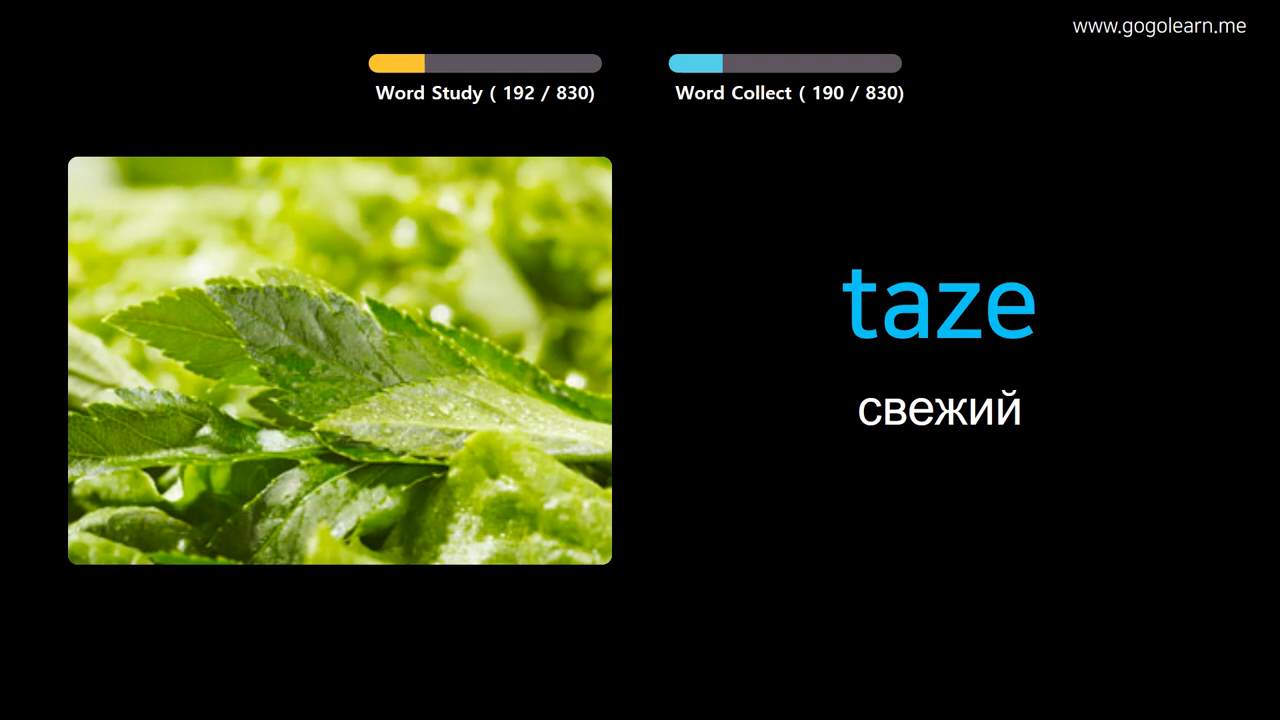 www.gogolearn.me
Word Study ( 192 / 830)
Word Collect ( 190 / 830)
taze
свежий